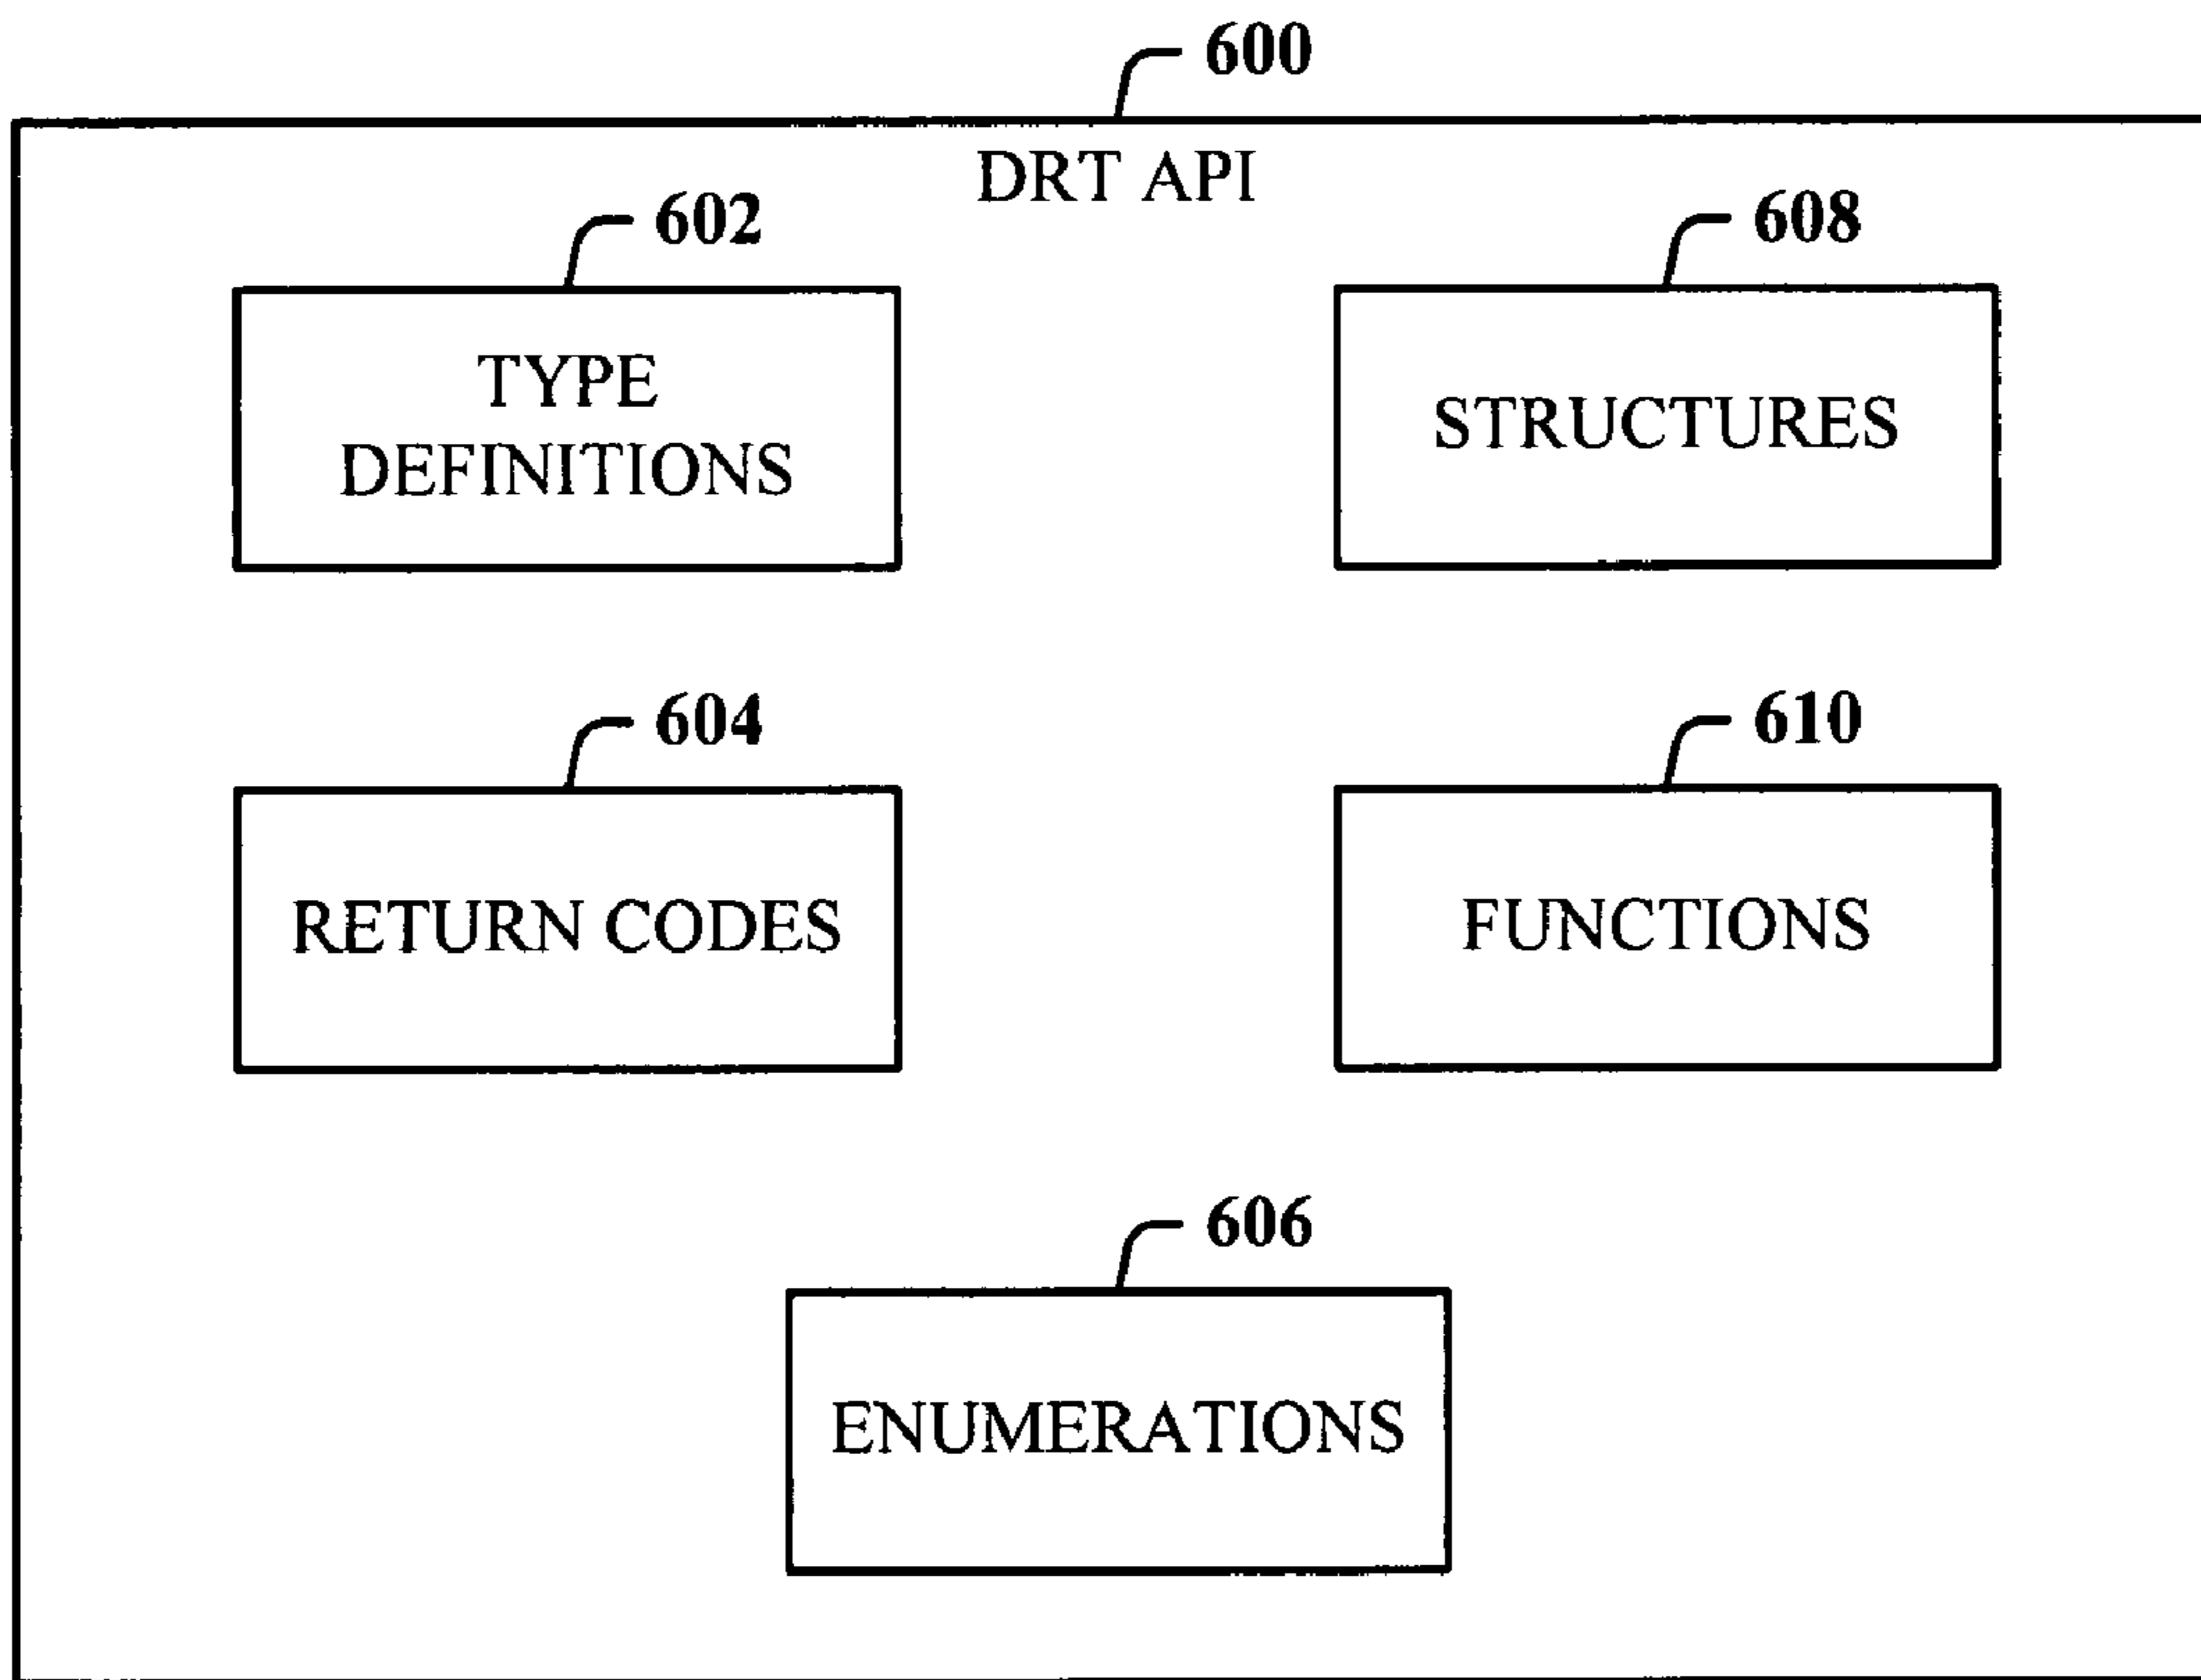 600
DRT API
602
TYPE
DEFINITIONS
608
STRUCTURES
604
RETURN CODES
610
FUNCTIONS
606
ENUMERATIONS